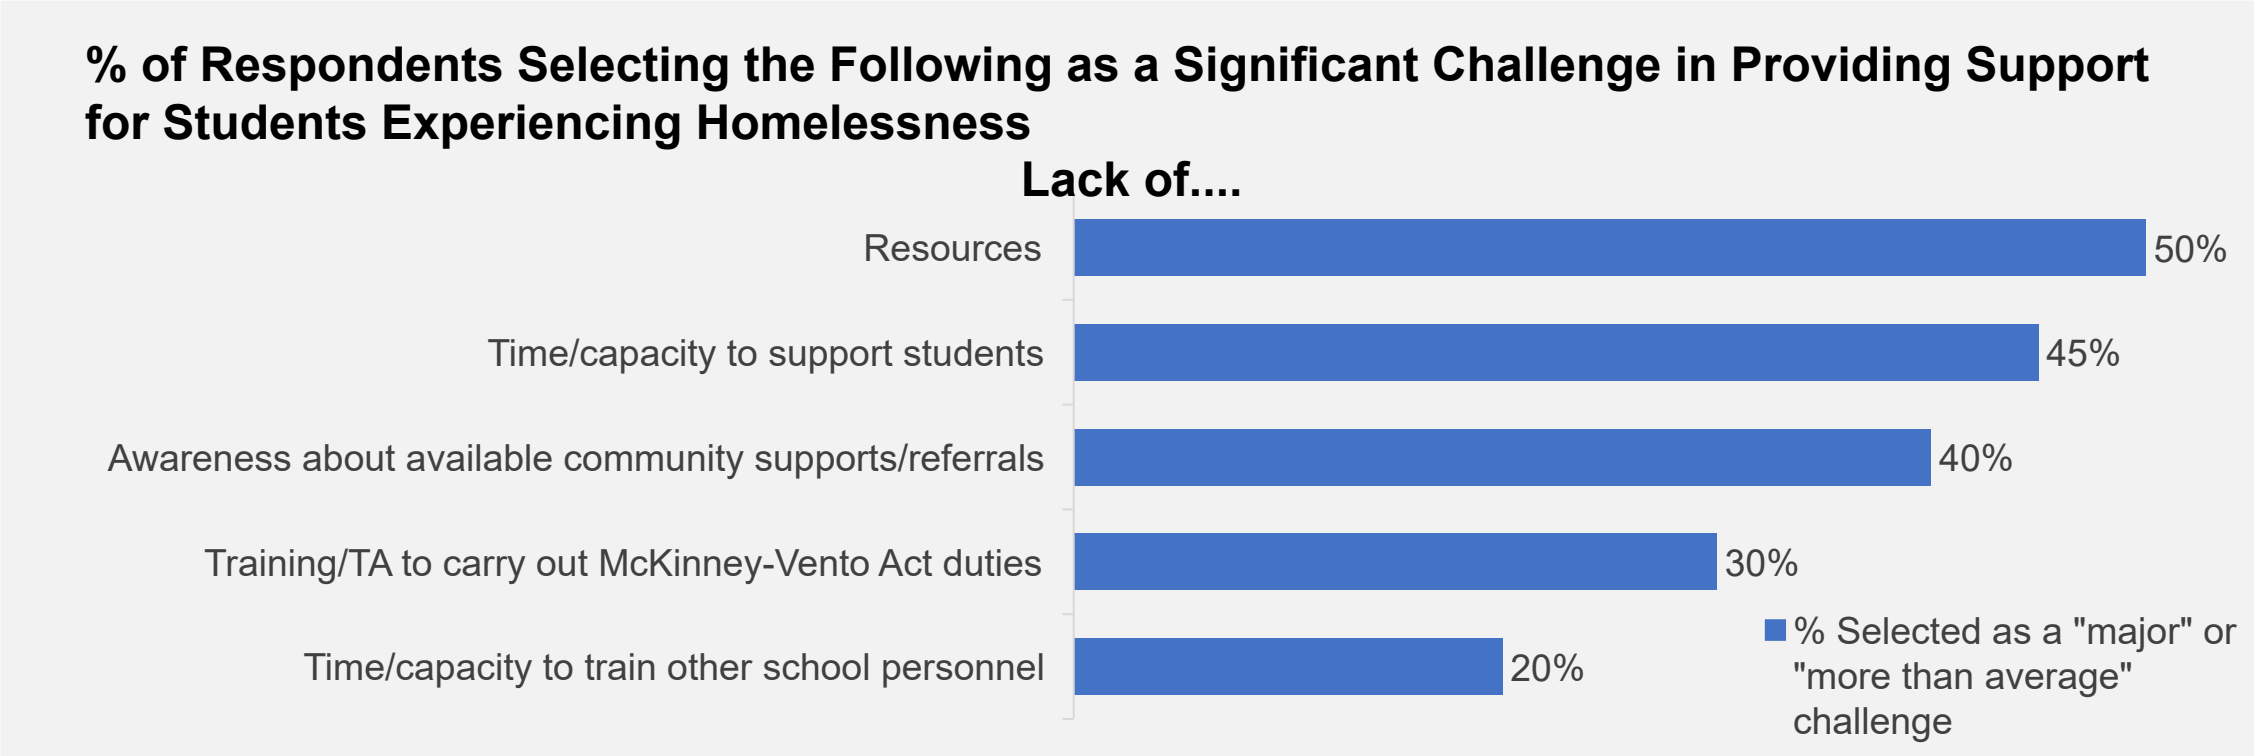 % of Respondents Selecting the Following as a Significant Challenge in Providing Support
for Students Experiencing Homelessness
Lack of....
Resources
50%
Time/capacity to support students
45%
Awareness about available community supports/referrals
40%
Training/TA to carry out McKinney-Vento Act duties
30%
Time/capacity to train other school personnel
20%
% Selected as a "major" or
"more than average"
challenge